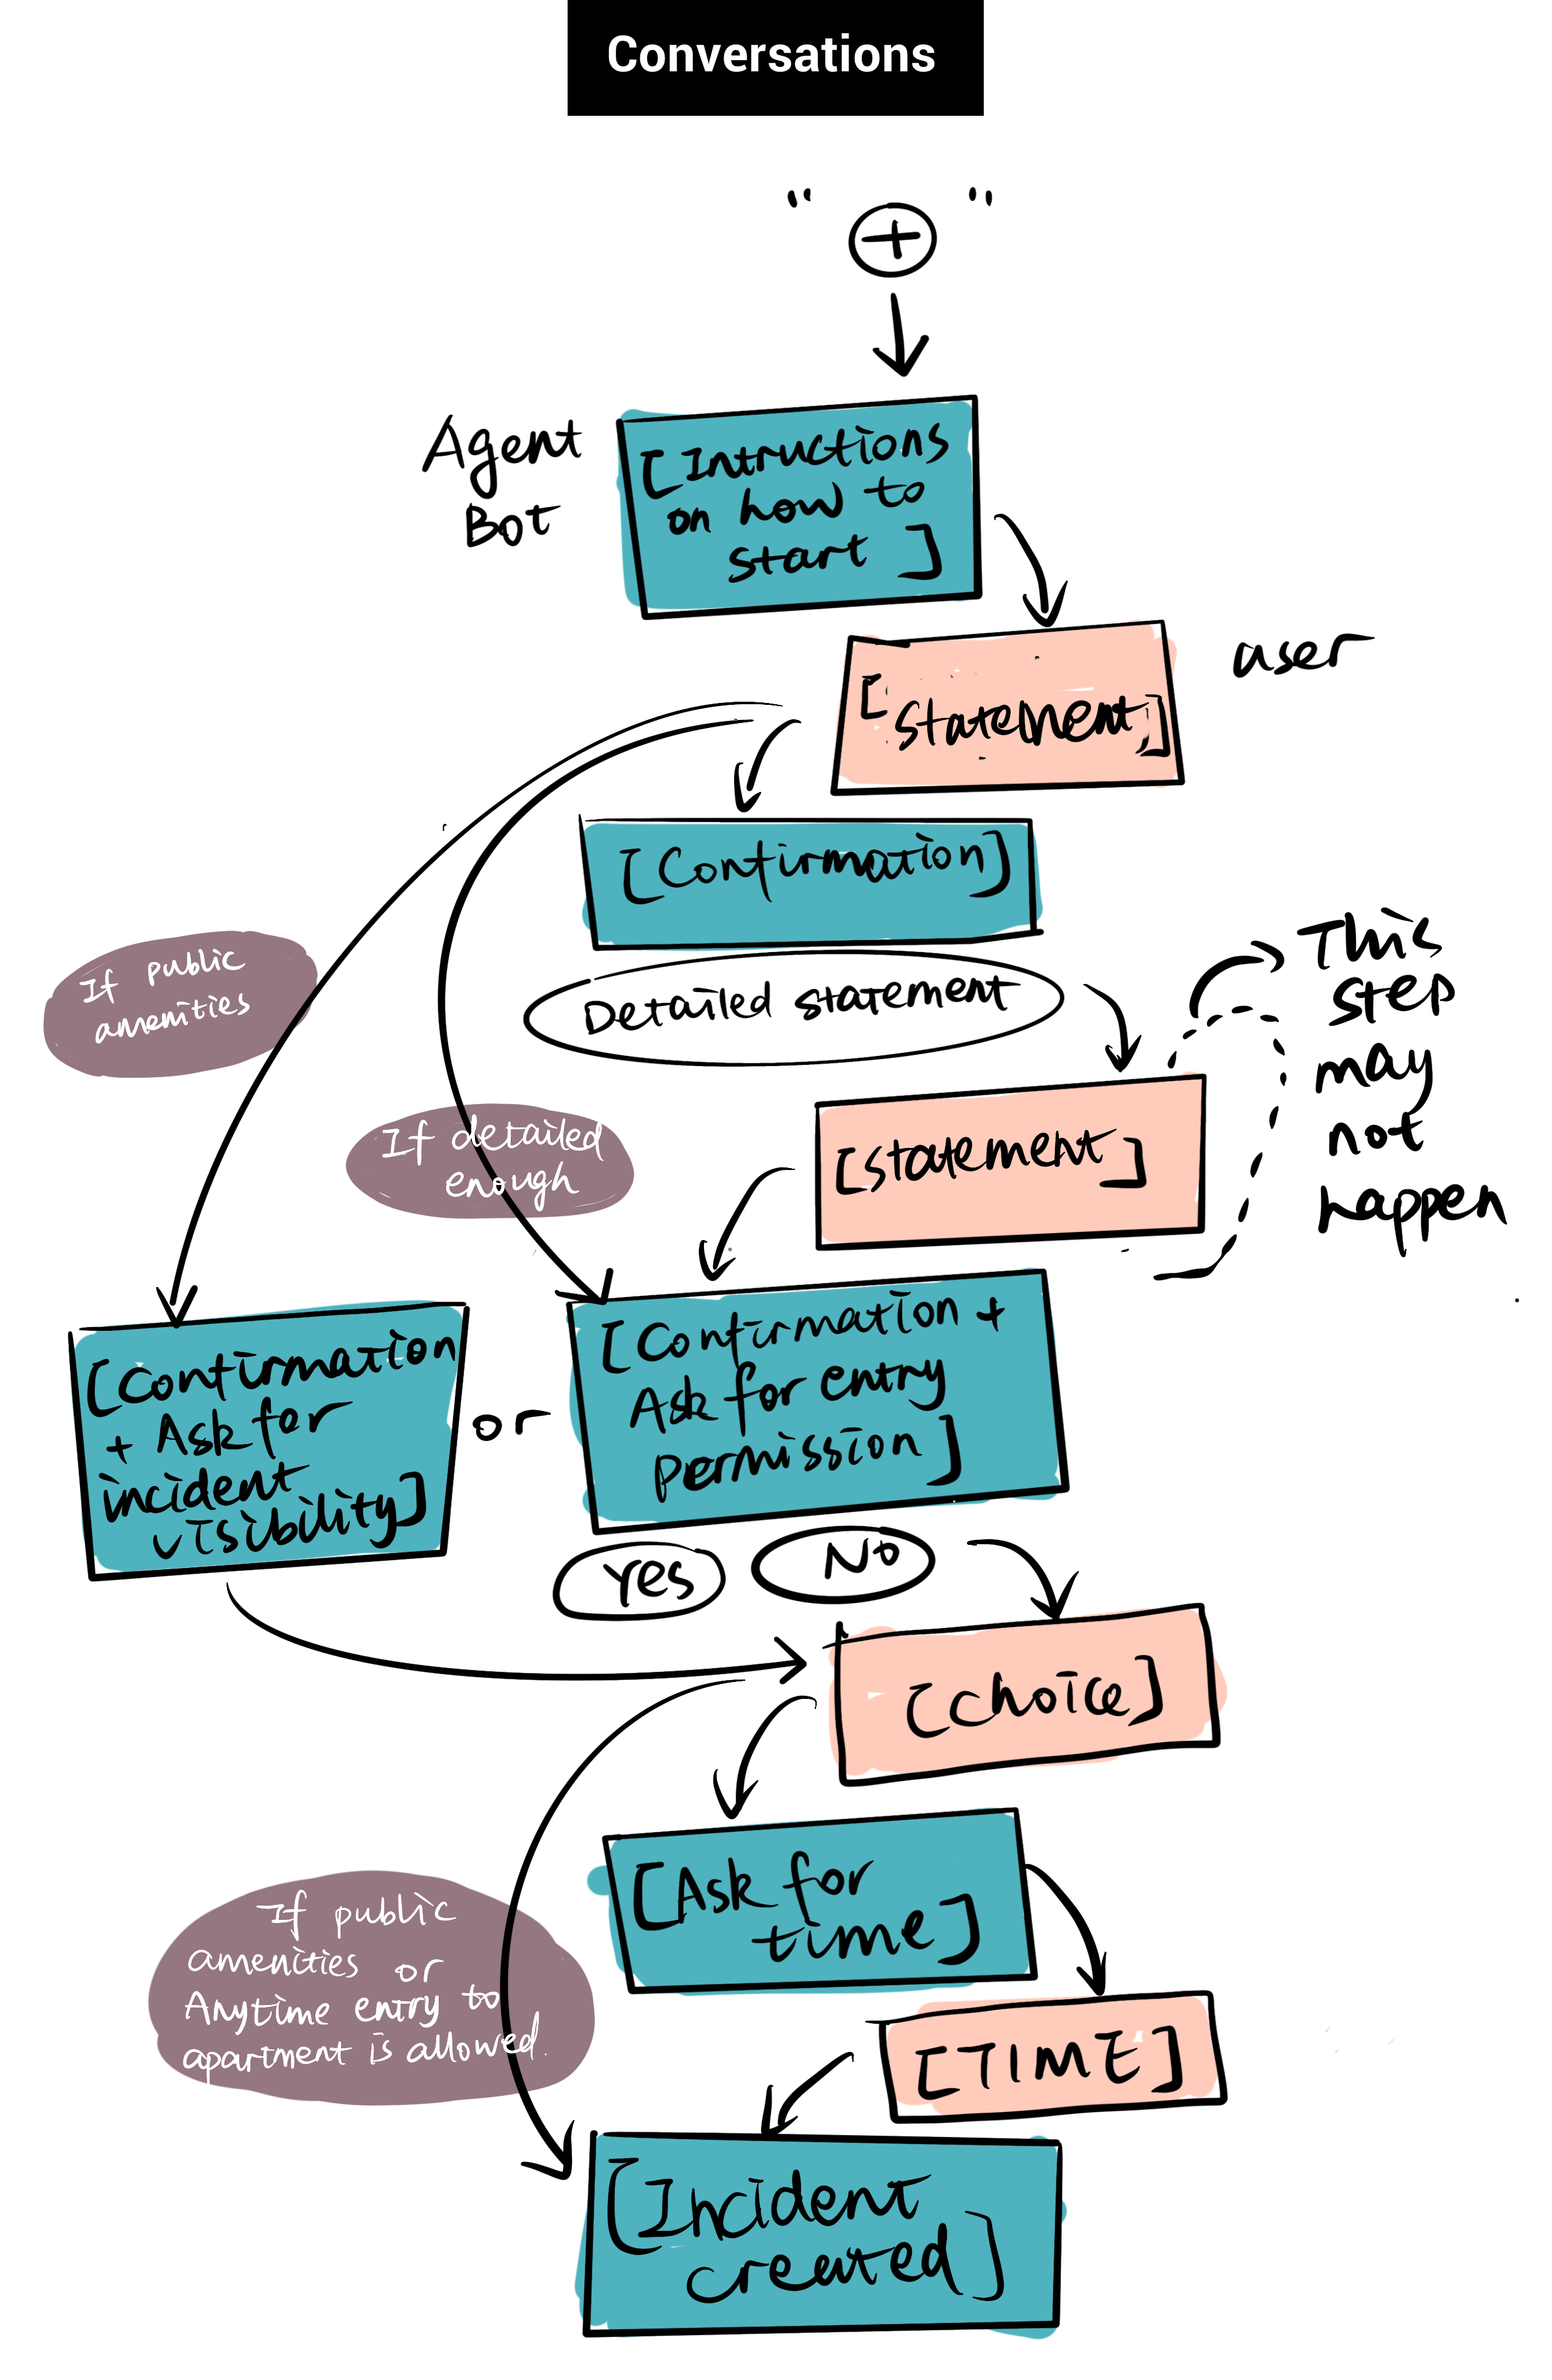 Conversations
" + "
Agent
Bot
[Intructions
on how to
start ]
user
[
statement]
[Confirmation]
Detailed statement
This
step
may
not
happen
If public
amenities
If detailed
enough
[statement]
[Confirmation
+ Ask for
incident
visibility]
or
[Confirmation +
Ask for entry
permission ]
Yes
No
[choice]
[Ask for
time]
If public
amenities or
Anytime entry to
apartment is allowed.
[TIME]
[Incident
created]